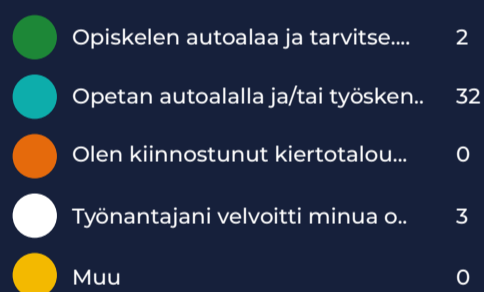 Opiskelen autoalaa ja tarvitse.... 2
Opetan autoalalla ja/tai työsken.. 32
Olen kiinnostunut kiertotalou... 0
Työnantajani velvoitti minua o.. 3
Muu 0